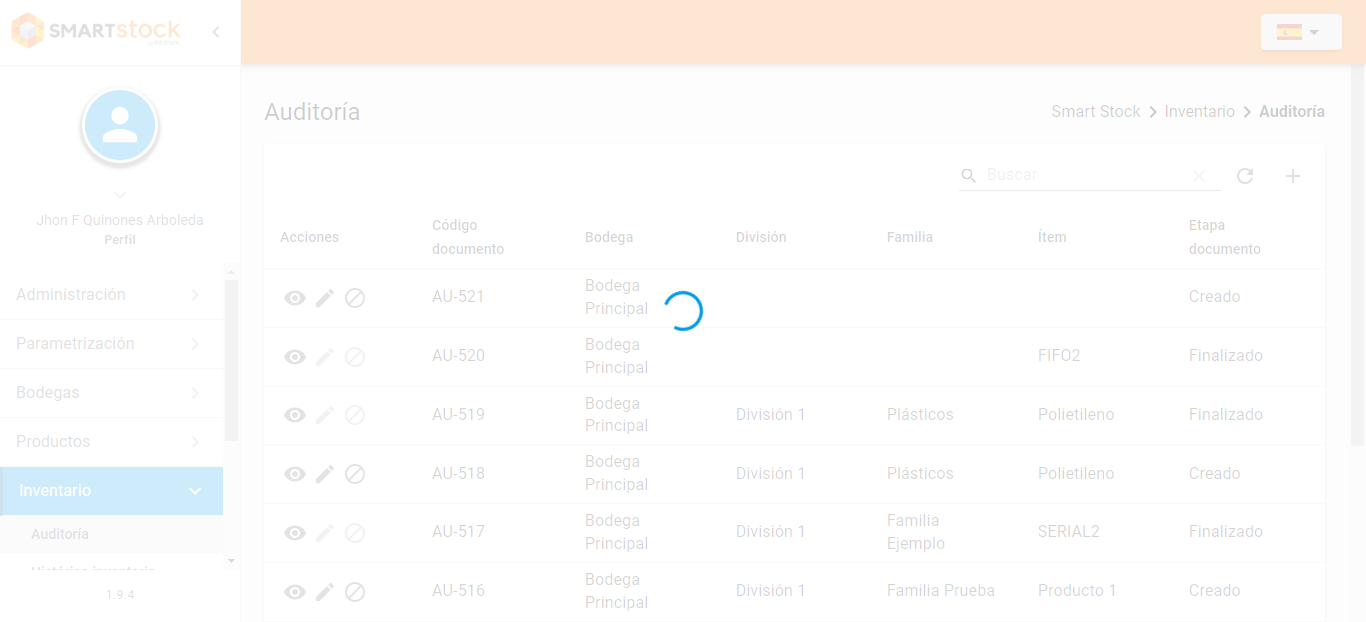 SMARTstock
Auditoría
Smart Stock
Inventario
Auditoría
Buscar
Jhon F Quinones Arboleda
Perfil
Administración
Parametrización
Bodegas
Productos
Inventario
Auditoría
Histórico inventario
1.9.4
Acciones
Código
documento
Bodega
División
Familia
Ítem
Etapa
documento
AU-521
Bodega
Principal
Creado
AU-520
Bodega
Principal
FIFO2
Finalizado
AU-519
Bodega
Principal
División 1
Plásticos
Polietileno
Finalizado
AU-518
Bodega
Principal
División 1
Plásticos
Polietileno
Creado
AU-517
Bodega
Principal
División 1
Familia
Ejemplo
SERIAL2
Finalizado
AU-516
Bodega
Principal
División 1
Familia Prueba
Producto 1
Creado